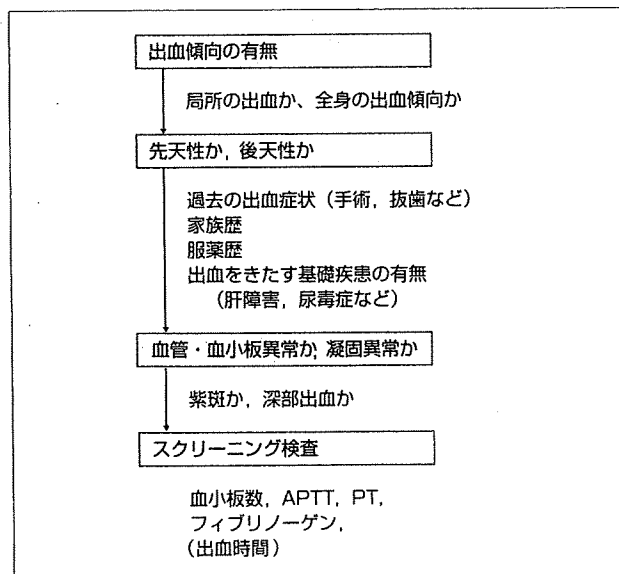 出血傾向の有無
局所の出血か、全身の出血傾向か
先天性か，後天性か
過去の出血症状（手術，抜歯など）
家族歴
服薬歴
出血をきたす基礎疾患の有無
（肝障害，尿毒症など）
血管・血小板異常か，凝固異常か
紫斑か，深部出血か
スクリーニング検査
血小板数，APTT，PT，
フィブリノーゲン，
（出血時間）